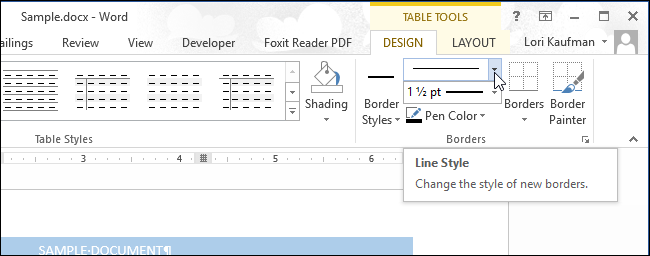 Sample.docx - Word
TABLE TOOLS
ailings
Review
View
Developer
Foxit Reader PDF
DESIGN
LAYOUT
Lori Kaufman
Shading
Border
Styles
1 ½ pt
Pen Color
Borders
Border
Painter
Table Styles
Borders
3 4 5 6
Line Style
Change the style of new borders.
SAMPLE·DOCUMENT¶